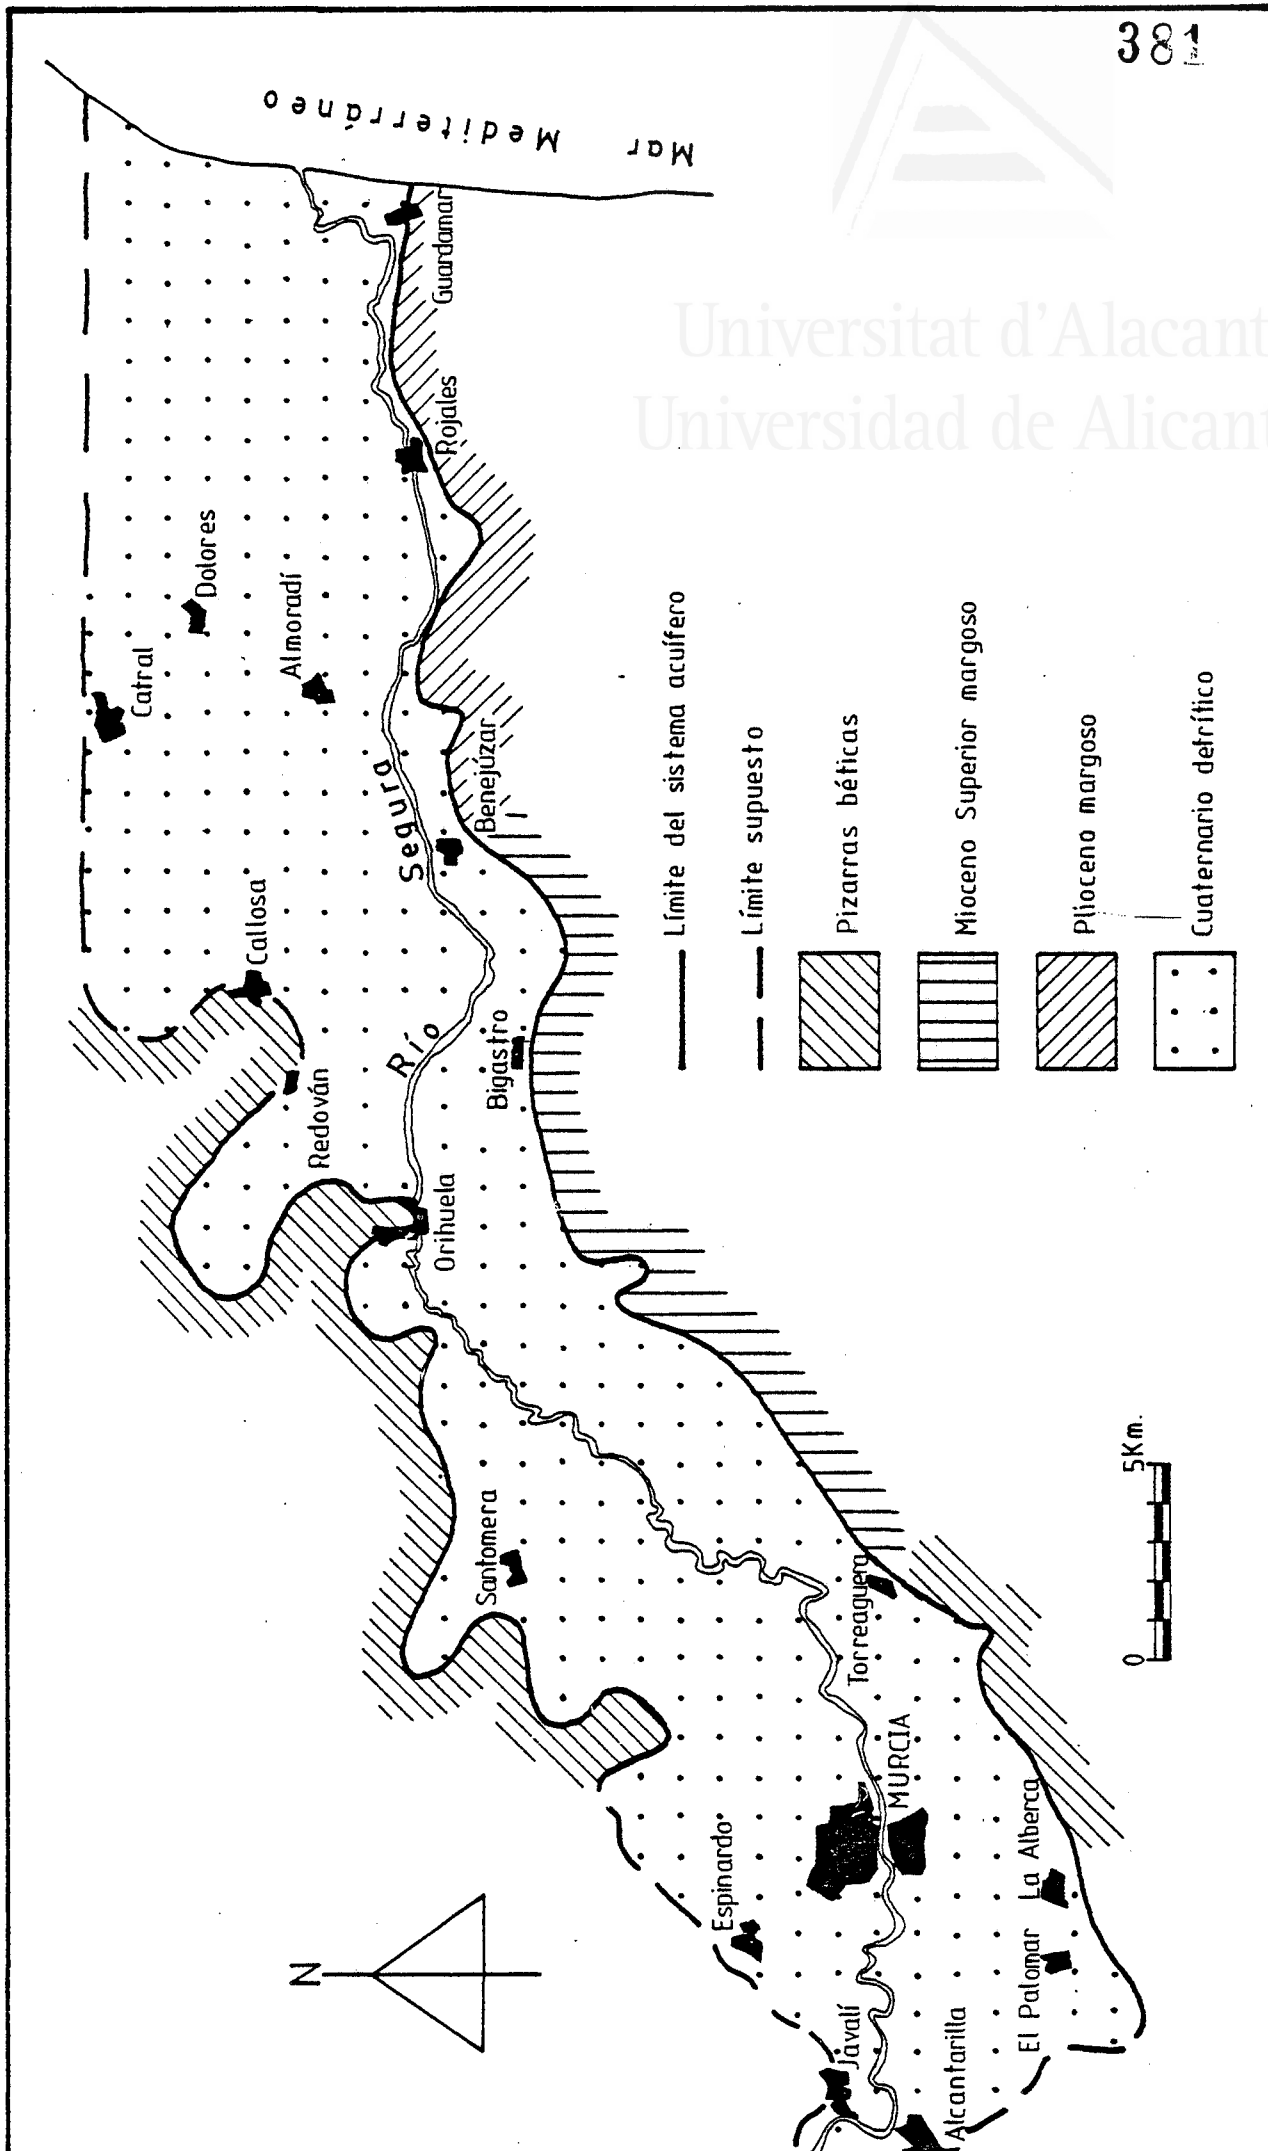 381
Mar Mediterráneo
Universitat d'Alacant
Universidad de Alicant
Guardamar
Rojales
Dolores
Almoradí
Catral
Benejúzar
Río Segura
Callosa
Bigastro
Redován
Orihuela
Santomera
Torreaguera
MURCIA
Espinardo
La Alberca
El Palomar
Javalí
Alcantarilla
N
Límite del sistema acuífero
Límite supuesto
Pizarras béticas
Mioceno Superior margoso
Plioceno margoso
Cuaternario detrítico
0 5Km.